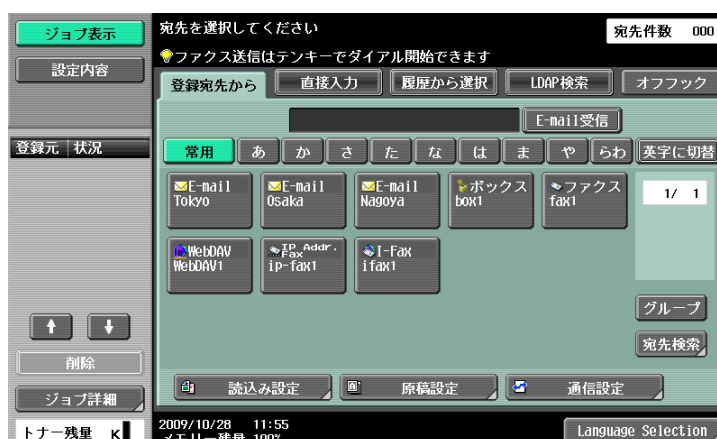 ジョブ表示
設定内容
登録元 状況
削除
ジョブ詳細
トナー残量 K
宛先を選択してください
宛先件数 000
ファクス送信はテンキーでダイアル開始できます
登録宛先から 直接入力 履歴から選択 LDAP検索 オフフック
E-mail受信
常用 あ か さ た な は ま や らわ 英字に切替
E-mail Tokyo
E-mail Osaka
E-mail Nagoya
ボックス box1
ファクス fax1
1/ 1
WebDAV WebDAV1
IP Addr. Fax ip-fax1
I-Fax ifax1
グループ
宛先検索
読込み設定 原稿設定 通信設定
2009/10/28 11:55
メモリー残量 100%
Language Selection